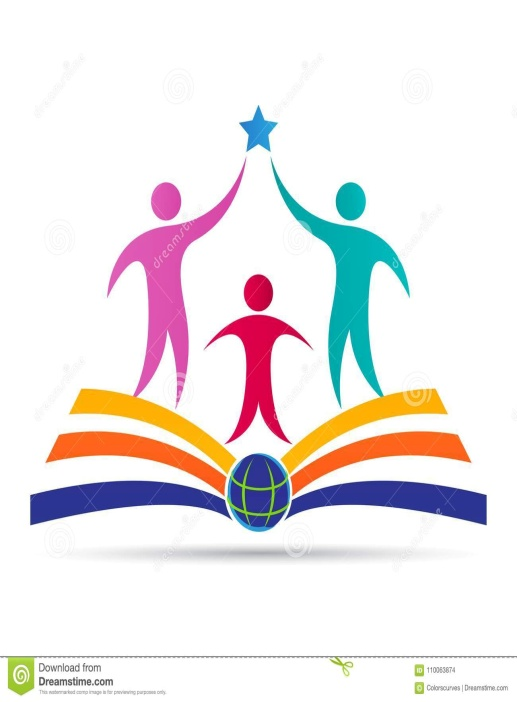 Download from
Dreamstime.com
This watermarked comp image is for previewing purposes only.
110063874
Colorscurves | Dreamstime.com